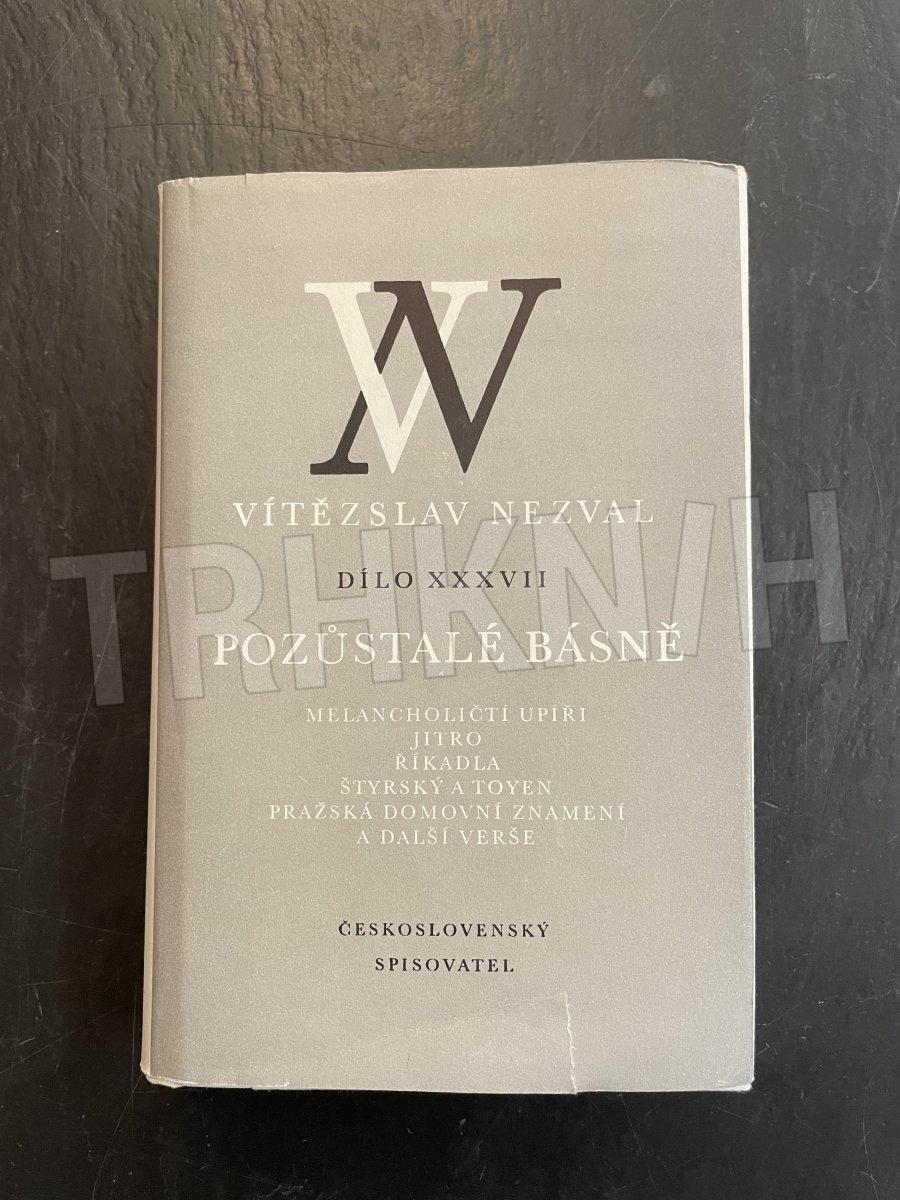 VN
VÍTĚZSLAV NEZVAL
DÍLO XXXVII
POZŮSTALÉ BÁSNĚ
MELANCHOLIČTÍ UPÍŘI
JITRO
ŘÍKADLA
ŠTYRSKÝ A TOYEN
PRAŽSKÁ DOMOVNÍ ZNAMENÍ
A DALŠÍ VERŠE
ČESKOSLOVENSKÝ
SPISOVATEL
TRHKN/H